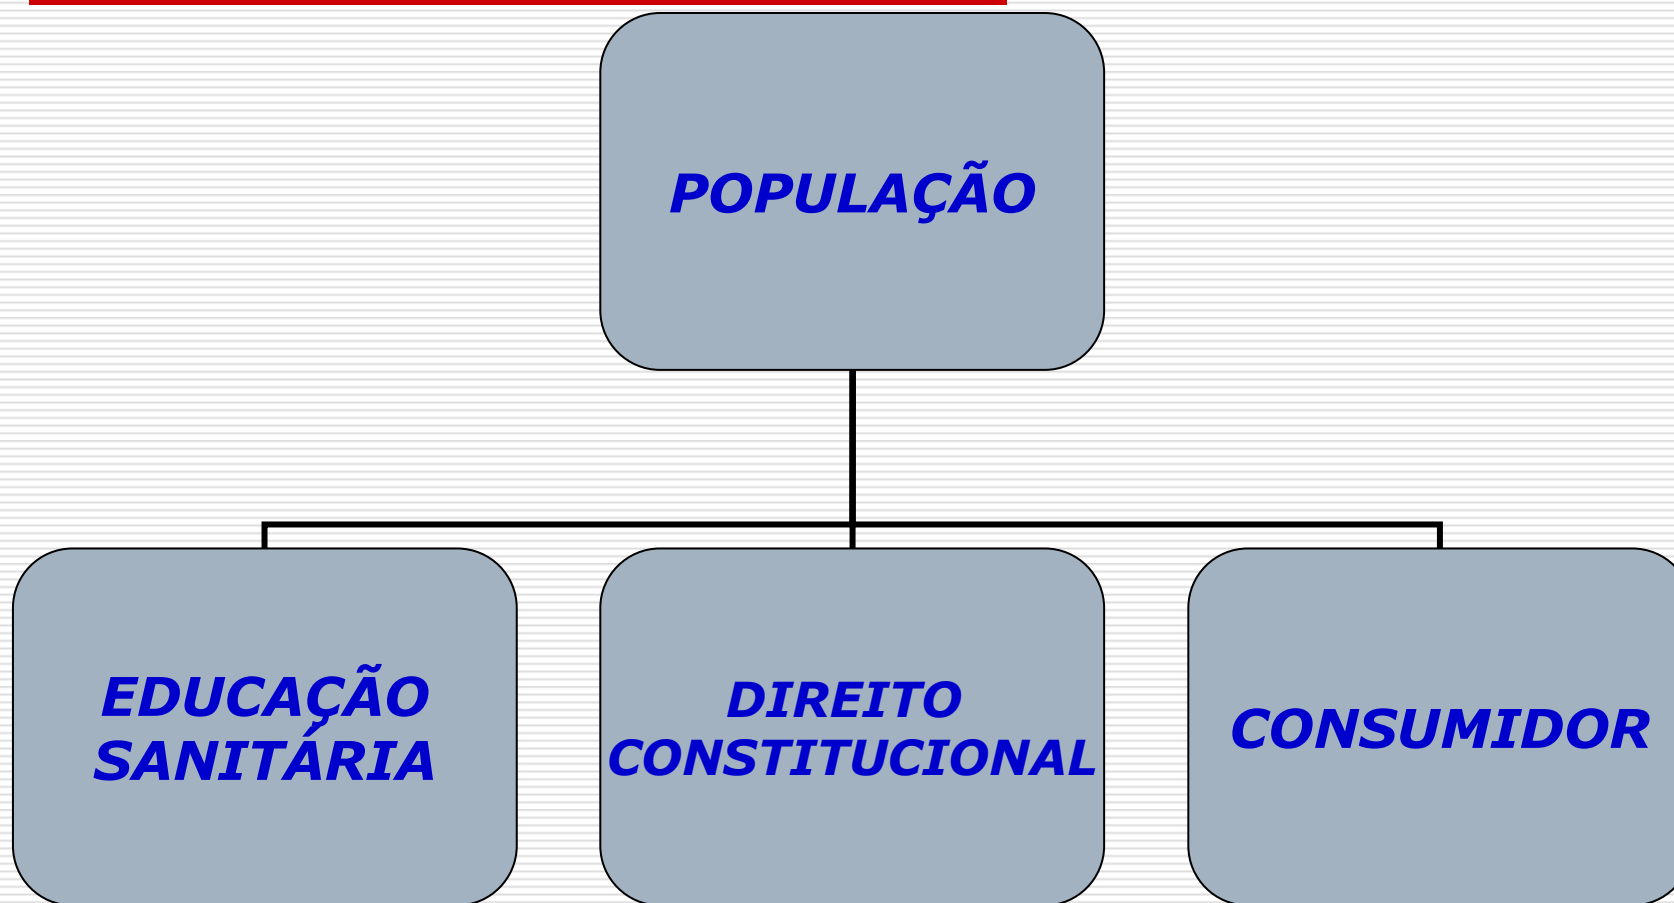 POPULAÇÃO
EDUCAÇÃO
SANITÁRIA
DIREITO
CONSTITUCIONAL
CONSUMIDOR